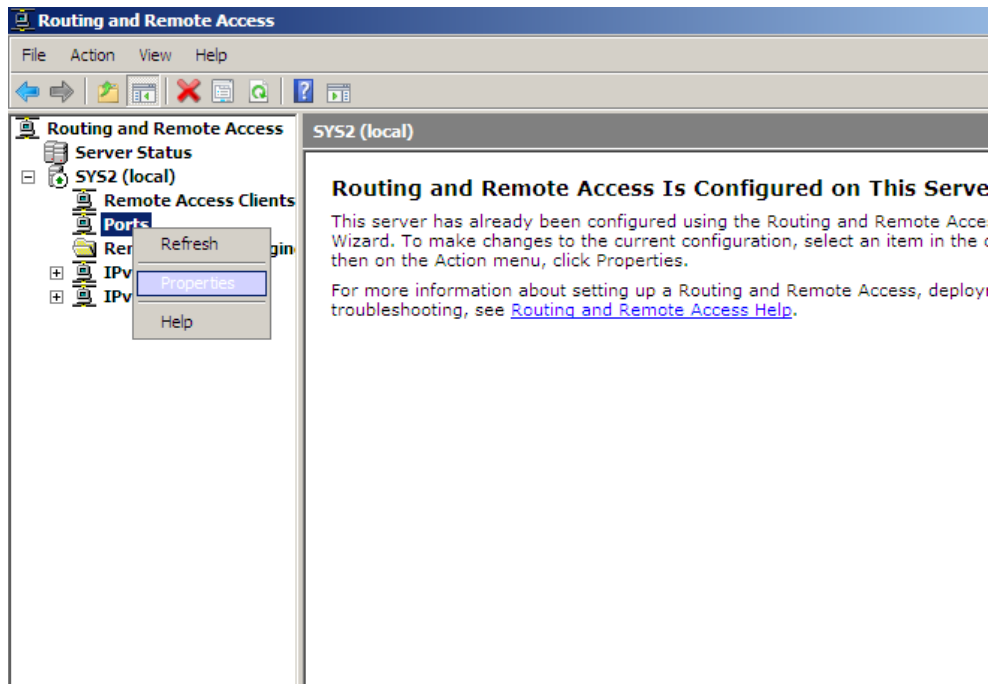 Routing and Remote Access
File Action View Help
Routing and Remote Access
Server Status
SYS2 (local)
Remote Access Clients
Ports
Refresh
Properties
Help
IPv
IPv
SYS2 (local)
Routing and Remote Access Is Configured on This Serve
This server has already been configured using the Routing and Remote Acce
Wizard. To make changes to the current configuration, select an item in the
then on the Action menu, click Properties.
For more information about setting up a Routing and Remote Access, deploy
troubleshooting, see Routing and Remote Access Help.